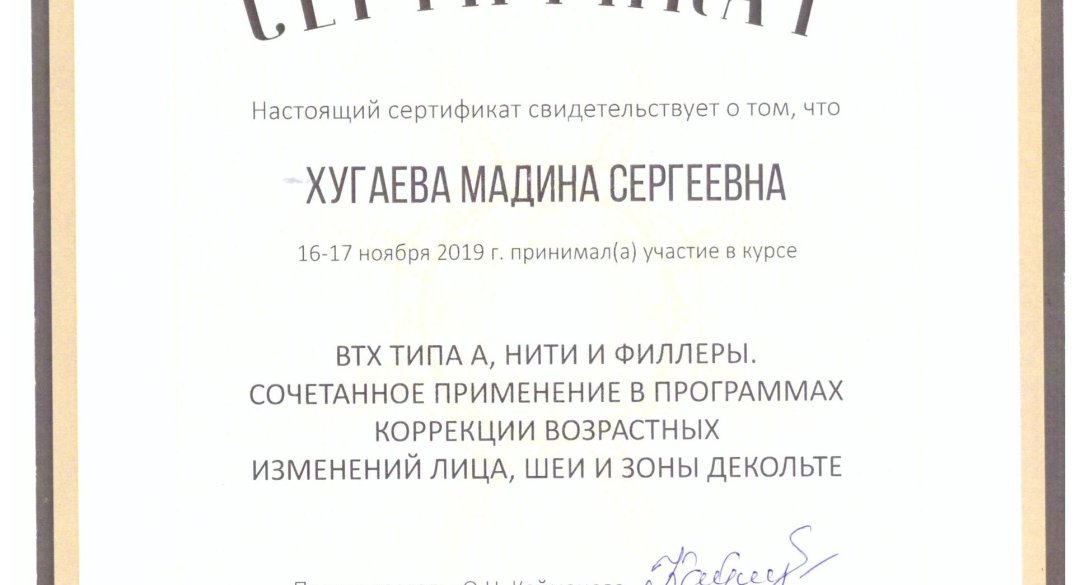 СЕРТИФИКАТ
Настоящий сертификат свидетельствует о том, что
ХУГАЕВА МАДИНА СЕРГЕЕВНА
16-17 ноября 2019 г. принимал(а) участие в курсе
ВТХ ТИПА А, НИТИ И ФИЛЛЕРЫ.
СОЧЕТАННОЕ ПРИМЕНЕНИЕ В ПРОГРАММАХ
КОРРЕКЦИИ ВОЗРАСТНЫХ
ИЗМЕНЕНИЙ ЛИЦА, ШЕИ И ЗОНЫ ДЕКОЛЬТЕ